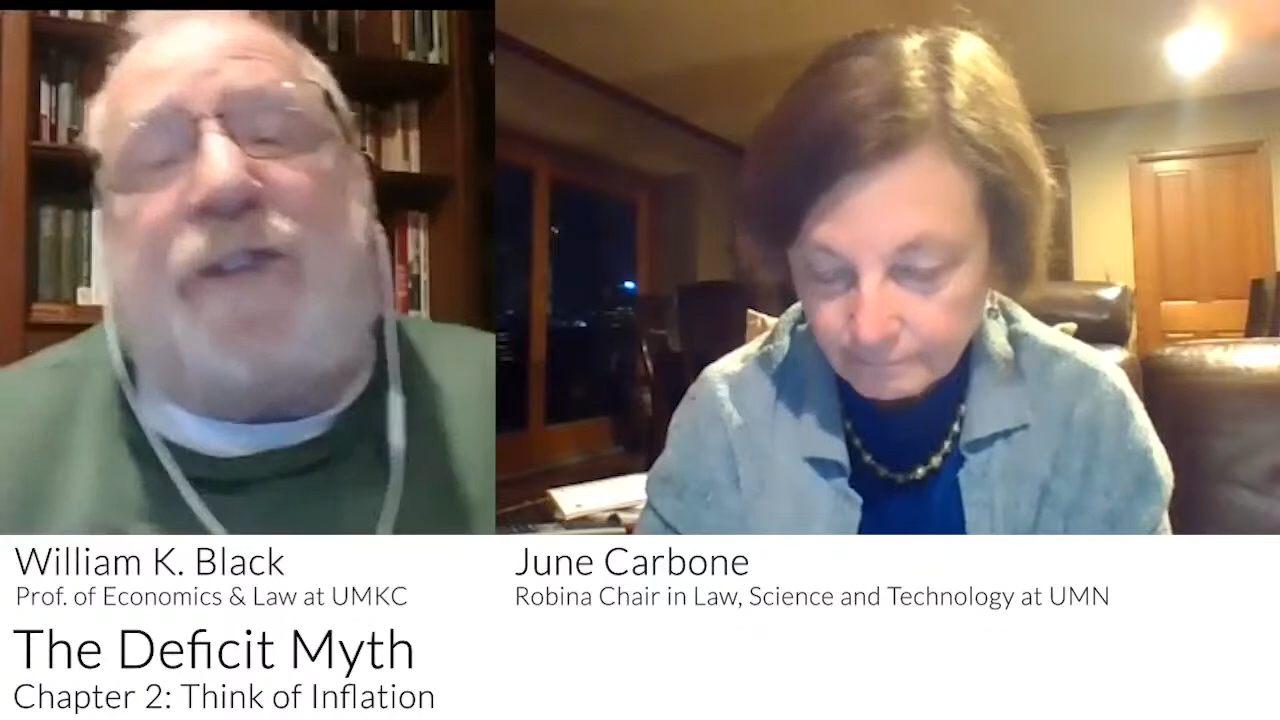 William K. Black
Prof. of Economics & Law at UMKC
June Carbone
Robina Chair in Law, Science and Technology at UMN
The Deficit Myth
Chapter 2: Think of Inflation